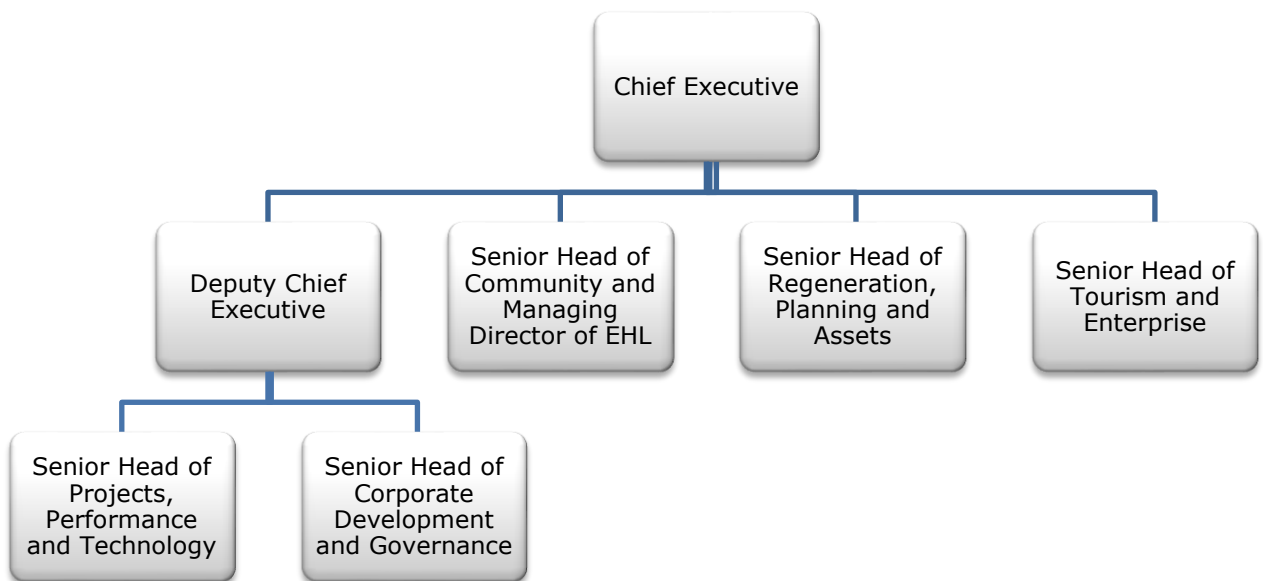 Chief Executive
Deputy Chief
Executive
Senior Head of
Community and
Managing
Director of EHL
Senior Head of
Regeneration,
Planning and
Assets
Senior Head of
Tourism and
Enterprise
Senior Head of
Projects,
Performance
and Technology
Senior Head of
Corporate
Development
and Governance